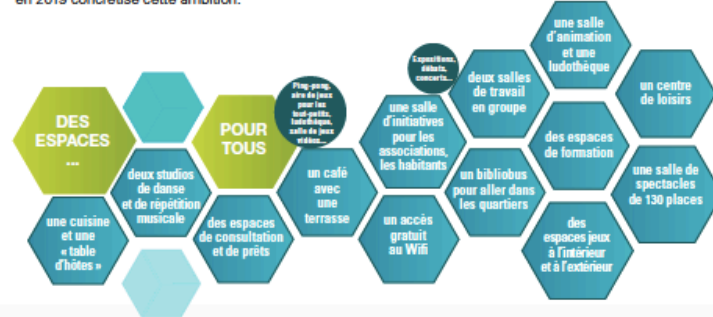 en 2019 concrétise cette ambition.
DES
ESPACES
...
POUR
TOUS
Ping-pong,
aire de jeux
pour les
tout-petits,
ludothèque,
salle de jeux
vidéos...
Expositions,
débats,
concerts...
une salle
d'animation
et une
ludothèque
deux salles
de travail
en groupe
un centre
de loisirs
une salle
d'initiatives
pour les
associations,
les habitants
des espaces
de formation
deux studios
de danse
et de répétition
musicale
un café
avec
une
terrasse
un bibliobus
pour aller dans
les quartiers
une salle de
spectacles
de 130 places
une cuisine
et une
« table
d'hôtes »
des espaces
de consultation
et de prêts
un accès
gratuit
au Wifi
des
espaces jeux
à l'intérieur
et à l'extérieur